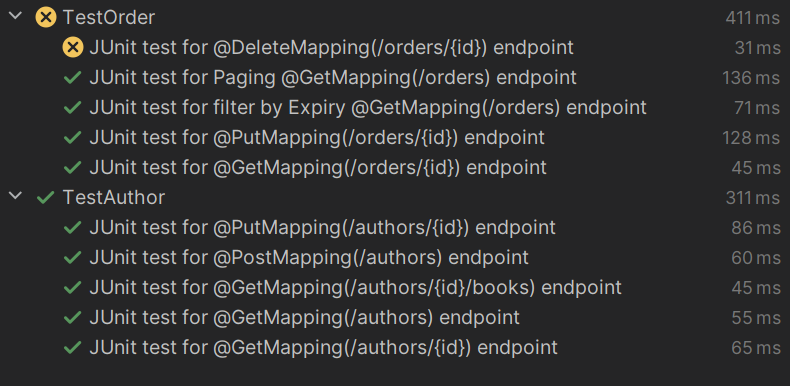 TestOrder 411 ms
JUnit test for @DeleteMapping(/orders/{id}) endpoint 31 ms
JUnit test for Paging @GetMapping(/orders) endpoint 136 ms
JUnit test for filter by Expiry @GetMapping(/orders) endpoint 71 ms
JUnit test for @PutMapping(/orders/{id}) endpoint 128 ms
JUnit test for @GetMapping(/orders/{id}) endpoint 45 ms
TestAuthor 311 ms
JUnit test for @PutMapping(/authors/{id}) endpoint 86 ms
JUnit test for @PostMapping(/authors) endpoint 60 ms
JUnit test for @GetMapping(/authors/{id}/books) endpoint 45 ms
JUnit test for @GetMapping(/authors) endpoint 55 ms
JUnit test for @GetMapping(/authors/{id}) endpoint 65 ms